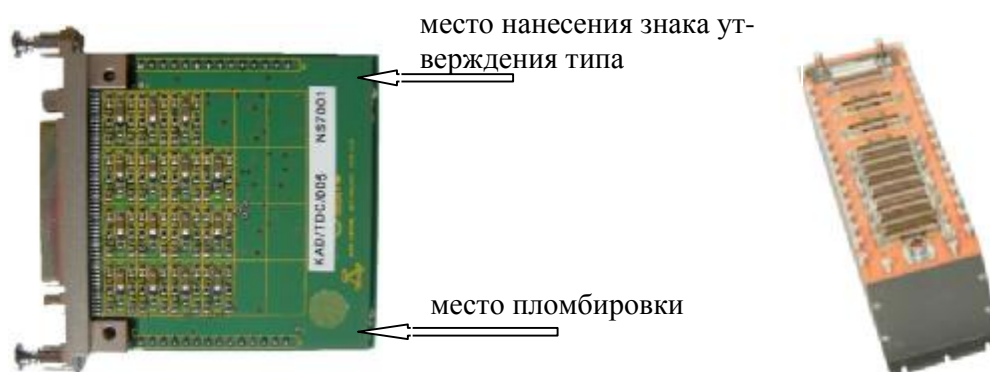 место нанесения знака ут-
верждения типа
KAD/TDC/005 NS7001
место пломбировки